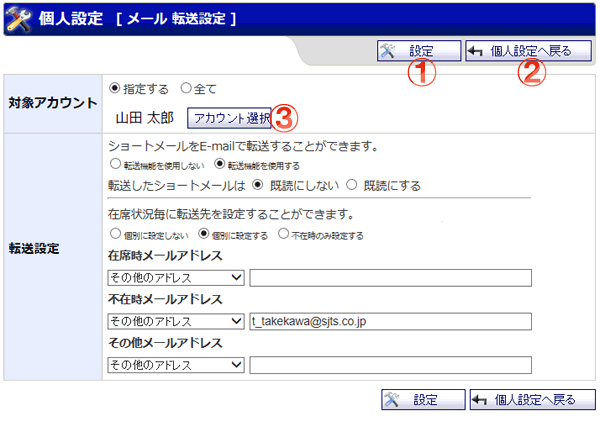 個人設定 [ メール 転送設定 ]
設定 個人設定へ戻る
① ②
対象アカウント
指定する 全て
山田 太郎 アカウント選択 ③
転送設定
ショートメールをE-mailで転送することができます。
転送機能を使用しない 転送機能を使用する
転送したショートメールは 既読にしない 既読にする
在席状況毎に転送先を設定することができます。
個別に設定しない 個別に設定する 不在時のみ設定する
在席時メールアドレス
その他のアドレス
不在時メールアドレス
その他のアドレス t_takekawa@sjts.co.jp
その他メールアドレス
その他のアドレス
設定 個人設定へ戻る